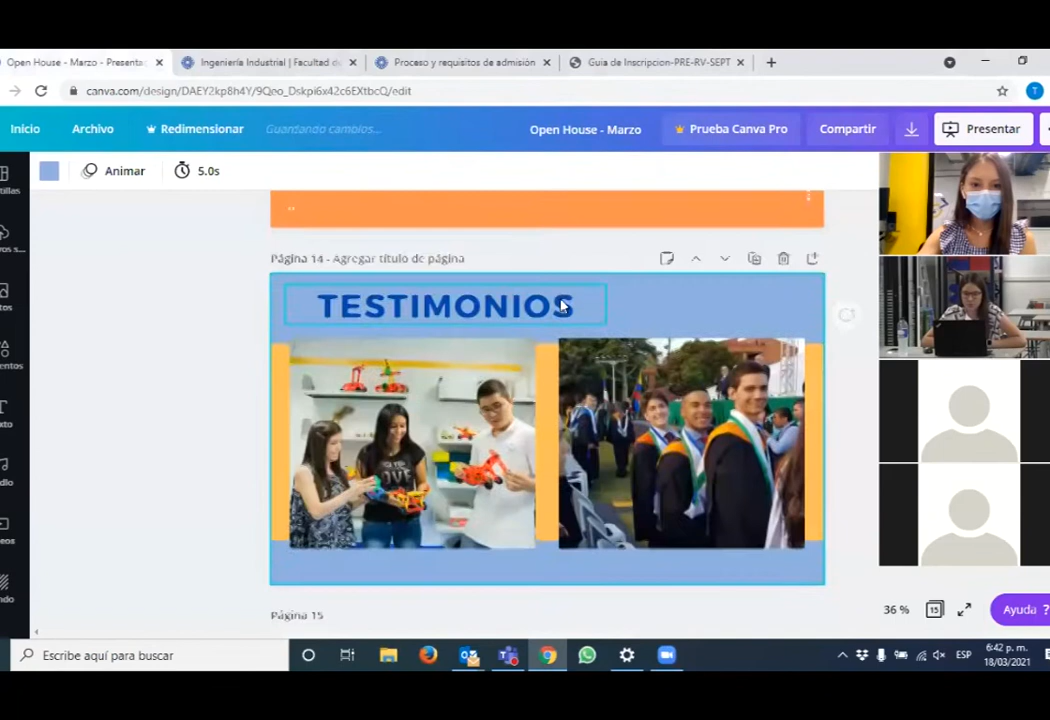 Open House - Marzo - Presenta
Ingeniería Industrial | Facultad d
Proceso y requisitos de admisión
Guia de Inscripcion-PRE-RV-SEPT
canva.com/design/DAEY2kp8h4Y/9Qeo_Dskpi6x42c6EXtbcQ/edit
T
Inicio
Archivo
Redimensionar
Guardando cambios...
Open House - Marzo
Prueba Canva Pro
Compartir
Presentar
Animar
5.0s
Página 14 - Agregar título de página
TESTIMONIOS
Página 15
36 %
15
Ayuda ?
Escribe aquí para buscar
ESP
6:42 p. m.
18/03/2021